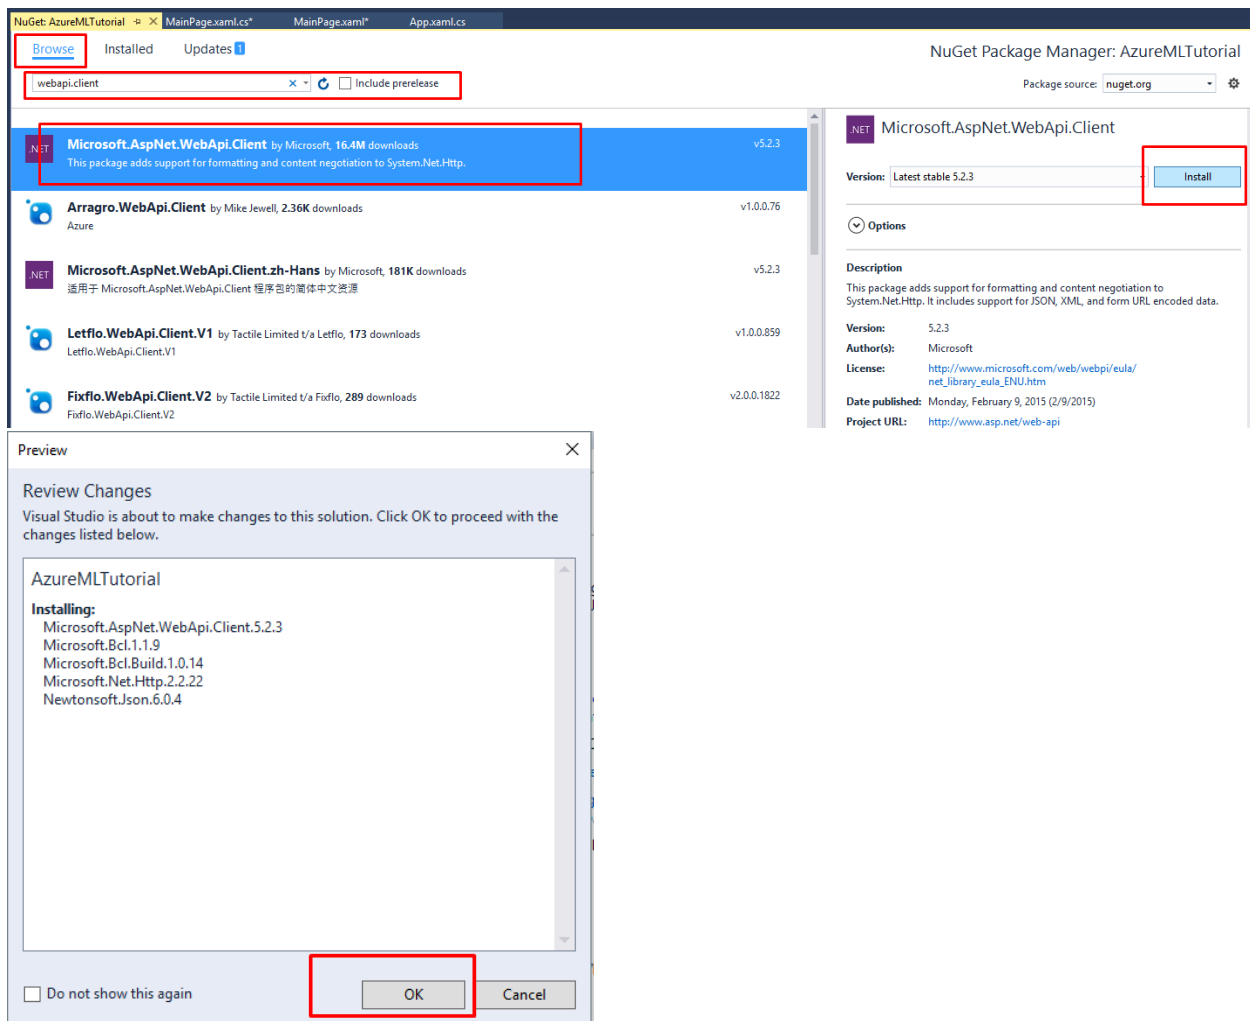 NuGet: AzureMLTutorial MainPage.xaml.cs* MainPage.xaml* App.xaml.cs
Browse Installed Updates 1
NuGet Package Manager: AzureMLTutorial
webapi.client Include prerelease
Package source: nuget.org
.NET Microsoft.AspNet.WebApi.Client by Microsoft, 16.4M downloads v5.2.3
This package adds support for formatting and content negotiation to System.Net.Http.
Arragro.WebApi.Client by Mike Jewell, 2.36K downloads v1.0.0.76
Azure
.NET Microsoft.AspNet.WebApi.Client.zh-Hans by Microsoft, 181K downloads v5.2.3
适用于 Microsoft.AspNet.WebApi.Client 程序包的简体中文资源
Letflo.WebApi.Client.V1 by Tactile Limited t/a Letflo, 173 downloads v1.0.0.859
Letflo.WebApi.Client.V1
Fixflo.WebApi.Client.V2 by Tactile Limited t/a Fixflo, 289 downloads v2.0.0.1822
Fixflo.WebApi.Client.V2
.NET Microsoft.AspNet.WebApi.Client
Version: Latest stable 5.2.3 Install
Options
Description
This package adds support for formatting and content negotiation to
System.Net.Http. It includes support for JSON, XML, and form URL encoded data.
Version: 5.2.3
Author(s): Microsoft
License: http://www.microsoft.com/web/webpi/eula/
net_library_eula_ENU.htm
Date published: Monday, February 9, 2015 (2/9/2015)
Project URL: http://www.asp.net/web-api
Preview
Review Changes
Visual Studio is about to make changes to this solution. Click OK to proceed with the
changes listed below.
AzureMLTutorial
Installing:
Microsoft.AspNet.WebApi.Client.5.2.3
Microsoft.Bcl.1.1.9
Microsoft.Bcl.Build.1.0.14
Microsoft.Net.Http.2.2.22
Newtonsoft.Json.6.0.4
Do not show this again
OK Cancel